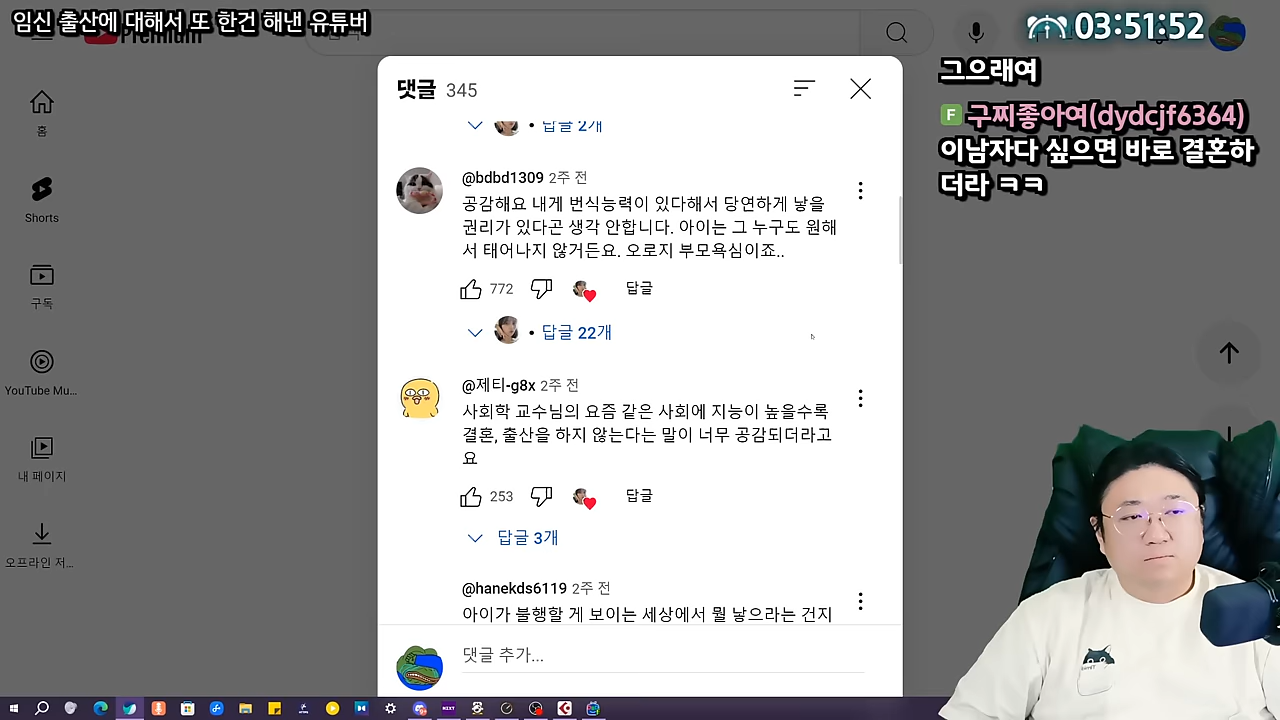 임신 출산에 대해서 또 한건 해낸 유튜버
Premium
03:51:52
그으래여
F 구찌좋아여(dydcjf6364)
이남자다 싶으면 바로 결혼하
더라 ㅋㅋ
홈
Shorts
구독
YouTube Mu...
내 페이지
오프라인 저...
댓글 345
답글 2개
@bdbd1309 2주 전
공감해요 내게 번식능력이 있다해서 당연하게 낳을
권리가 있다곤 생각 안합니다. 아이는 그 누구도 원해
서 태어나지 않거든요. 오로지 부모욕심이죠..
772 답글
• 답글 22개
@제티-g8x 2주 전
사회학 교수님의 요즘 같은 사회에 지능이 높을수록
결혼, 출산을 하지 않는다는 말이 너무 공감되더라고
요
253 답글
답글 3개
@hanekds6119 2주 전
아이가 불행할 게 보이는 세상에서 뭘 낳으라는 건지
댓글 추가...
NEXT